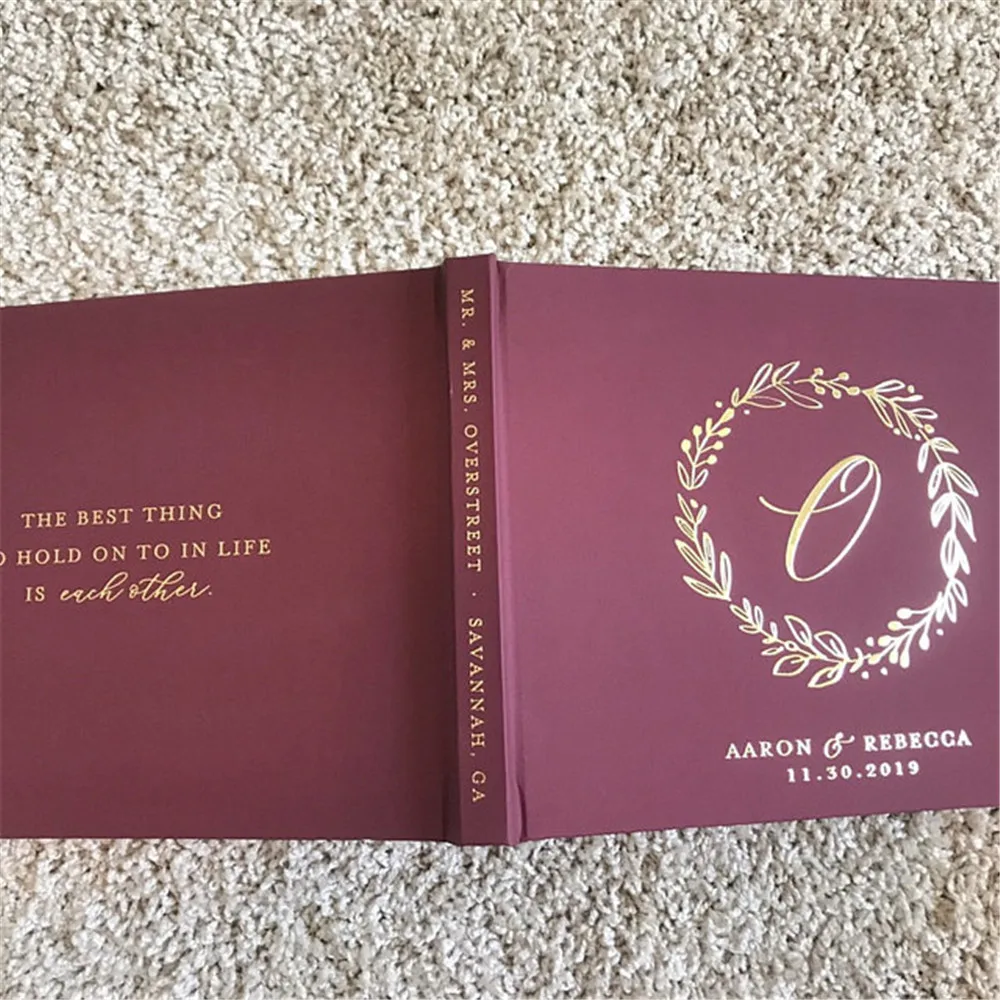 THE BEST THING
O HOLD ON TO IN LIFE
IS each other.
MR. & MRS. OVERSTREET · SAVANNAH, GA
O
AARON & REBECCA
11.30.2019